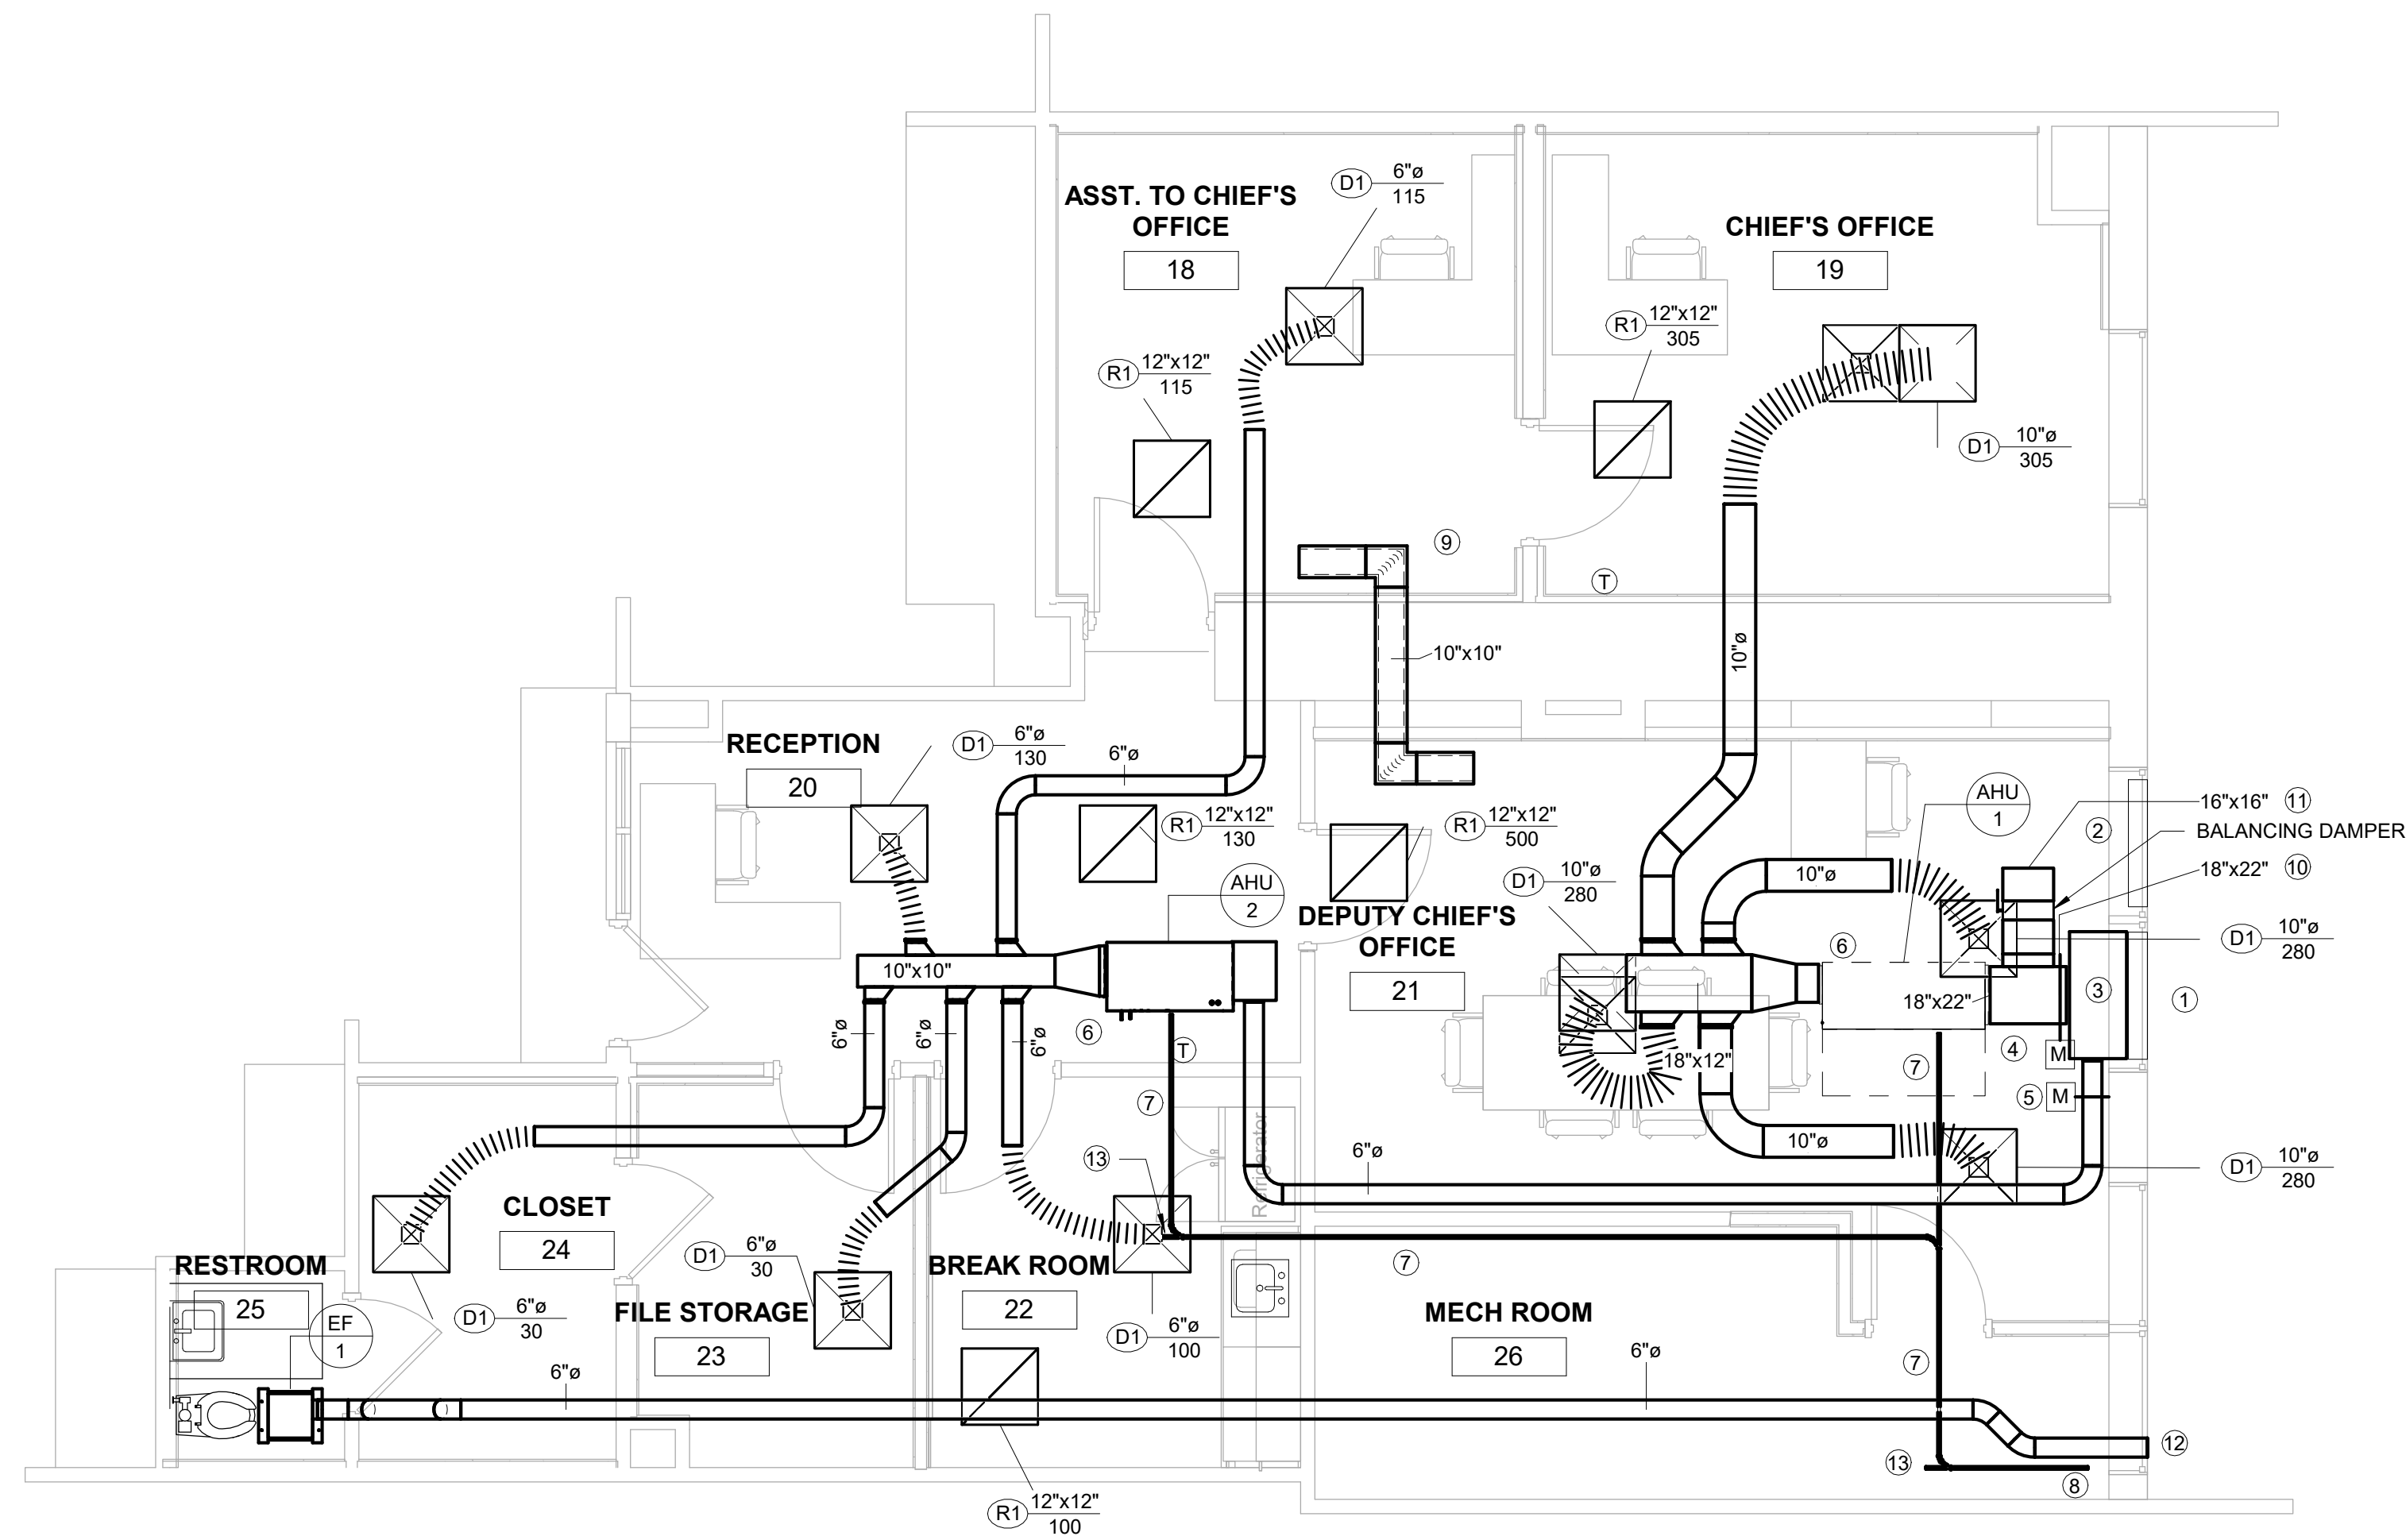 D1 6"ø
115
ASST. TO CHIEF'S
OFFICE
18
CHIEF'S OFFICE
19
R1 12"x12"
305
R1 12"x12"
115
D1 10"ø
305
9
T
10"x10"
10"ø
RECEPTION
20
D1 6"ø
130
6"ø
R1 12"x12"
130
R1 12"x12"
500
AHU
1
16"x16" 11
2
BALANCING DAMPER
18"x22" 10
AHU
2
D1 10"ø
280
10"ø
DEPUTY CHIEF'S
OFFICE
21
6
D1 10"ø
280
10"x10"
18"x22"
3
1
6"ø
6"ø
6"ø
6
T
18"x12"
4
M
7
5
M
7
10"ø
13
6"ø
D1 10"ø
280
Refrigerator
CLOSET
24
RESTROOM
25
D1 6"ø
30
BREAK ROOM
22
7
EF
1
D1 6"ø
30
FILE STORAGE
23
D1 6"ø
100
MECH ROOM
26
6"ø
6"ø
7
12
13
8
R1 12"x12"
100